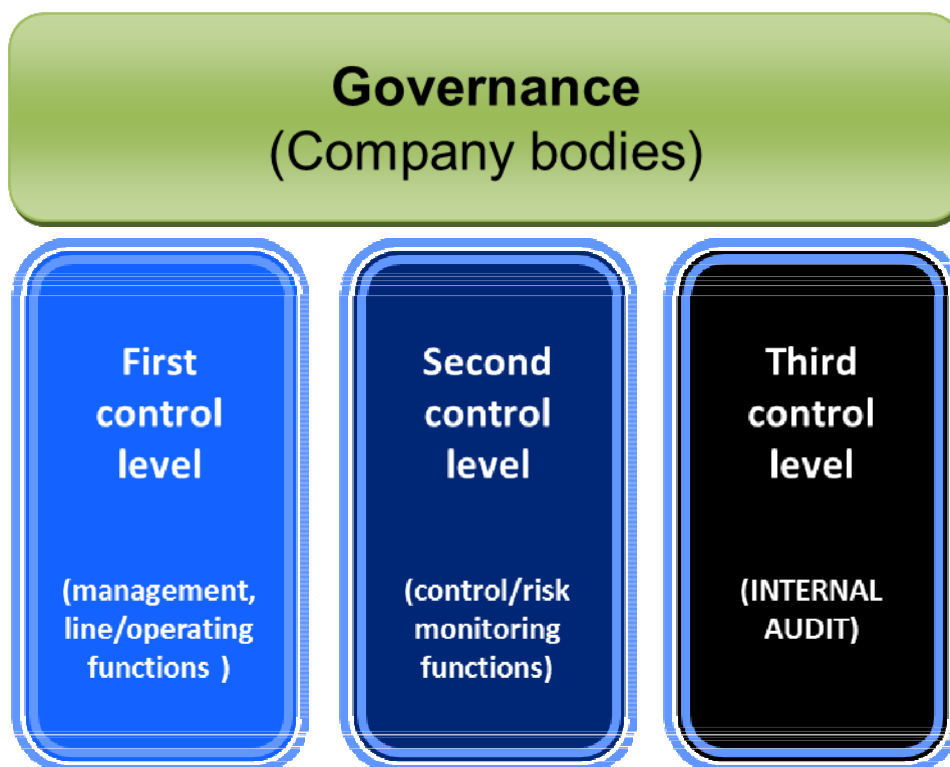 Governance
(Company bodies)
First
control
level
(management,
line/operating
functions )
Second
control
level
(control/risk
monitoring
functions)
Third
control
level
(INTERNAL
AUDIT)